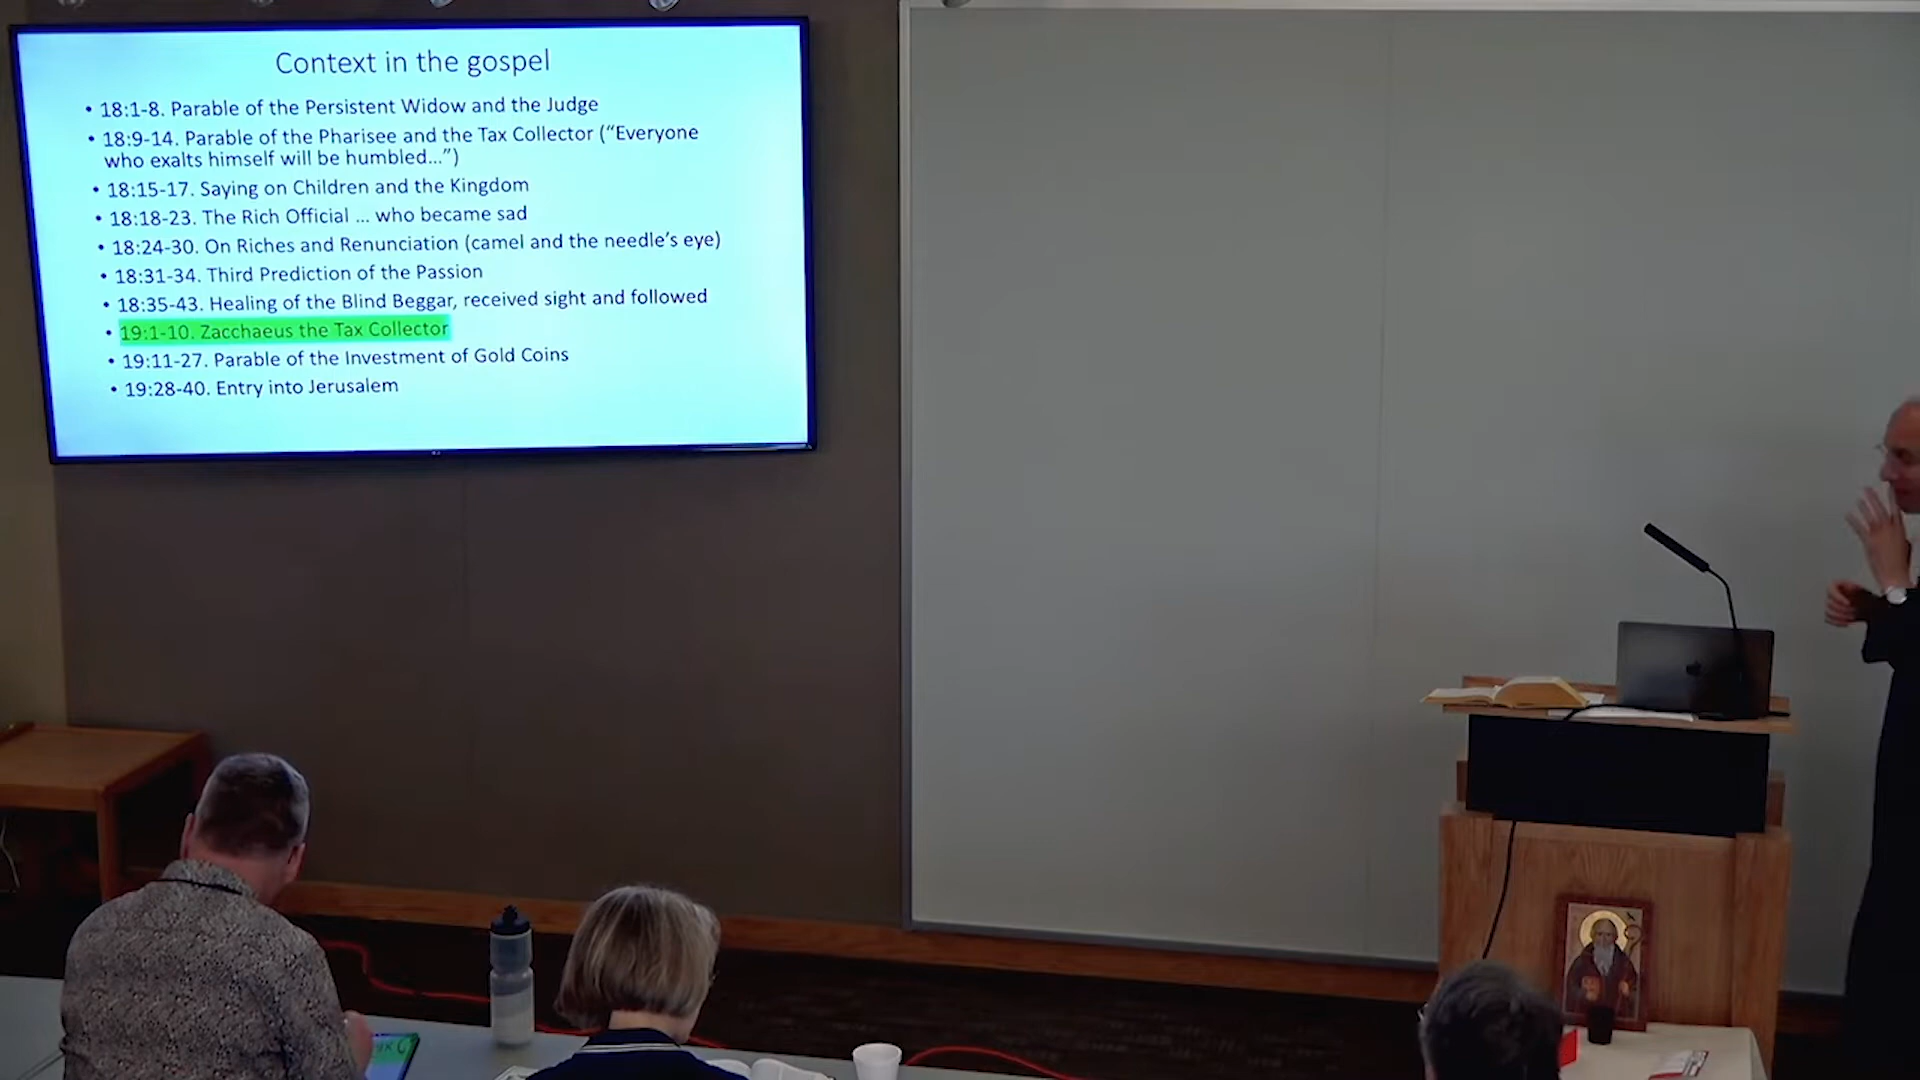 Context in the gospel
• 18:1-8. Parable of the Persistent Widow and the Judge
• 18:9-14. Parable of the Pharisee and the Tax Collector (“Everyone
who exalts himself will be humbled...”)
• 18:15-17. Saying on Children and the Kingdom
• 18:18-23. The Rich Official ... who became sad
• 18:24-30. On Riches and Renunciation (camel and the needle’s eye)
• 18:31-34. Third Prediction of the Passion
• 18:35-43. Healing of the Blind Beggar, received sight and followed
• 19:1-10. Zacchaeus the Tax Collector
• 19:11-27. Parable of the Investment of Gold Coins
• 19:28-40. Entry into Jerusalem